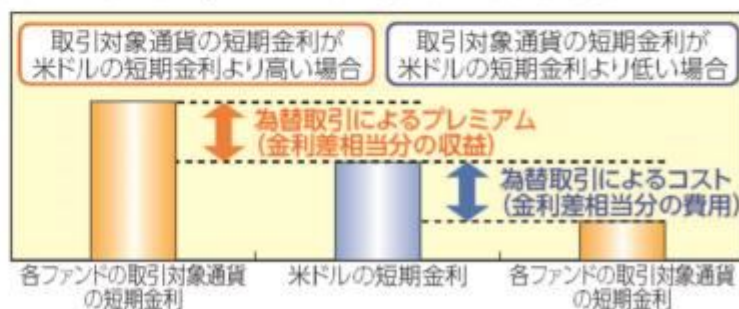 取引対象通貨の短期金利が
米ドルの短期金利より高い場合
取引対象通貨の短期金利が
米ドルの短期金利より低い場合
為替取引によるプレミアム
(金利差相当分の収益)
為替取引によるコスト
(金利差相当分の費用)
各ファンドの取引対象通貨
の短期金利
米ドルの短期金利
各ファンドの取引対象通貨
の短期金利